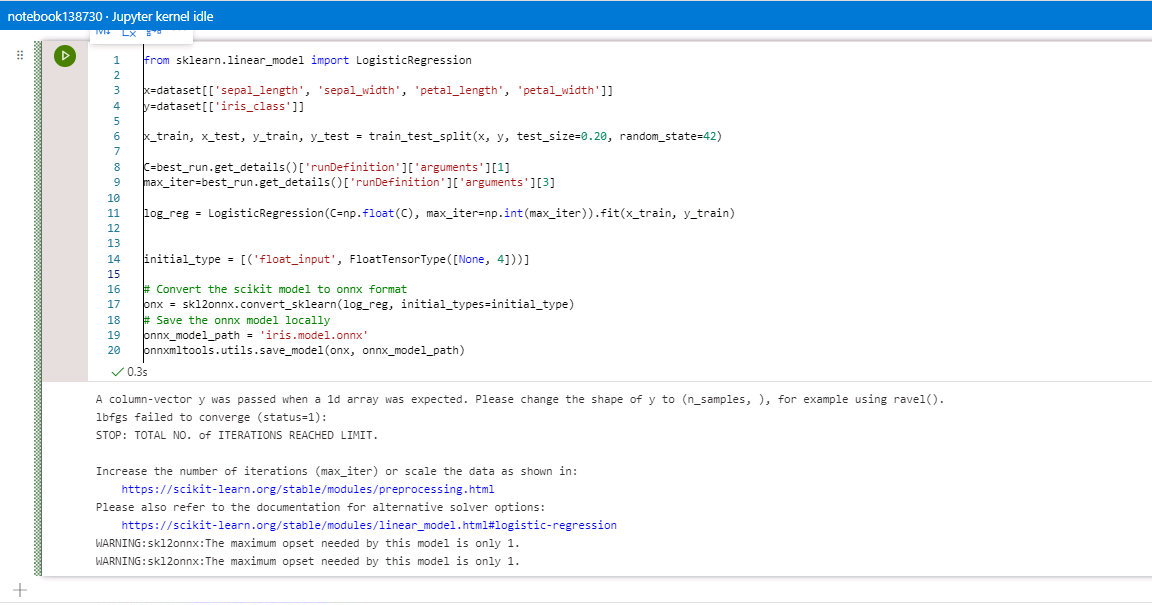 notebook138730 · Jupyter kernel idle
1 from sklearn.linear_model import LogisticRegression
2
3 x=dataset[['sepal_length', 'sepal_width', 'petal_length', 'petal_width']]
4 y=dataset[['iris_class']]
5
6 x_train, x_test, y_train, y_test = train_test_split(x, y, test_size=0.20, random_state=42)
7
8 C=best_run.get_details()['runDefinition']['arguments'][1]
9 max_iter=best_run.get_details()['runDefinition']['arguments'][3]
10
11 log_reg = LogisticRegression(C=np.float(C), max_iter=np.int(max_iter)).fit(x_train, y_train)
12
13
14 initial_type = [('float_input', FloatTensorType([None, 4]))]
15
16 # Convert the scikit model to onnx format
17 onx = skl2onnx.convert_sklearn(log_reg, initial_types=initial_type)
18 # Save the onnx model locally
19 onnx_model_path = 'iris.model.onnx'
20 onnxmltools.utils.save_model(onx, onnx_model_path)
0.3s
A column-vector y was passed when a 1d array was expected. Please change the shape of y to (n_samples, ), for example using ravel().
lbfgs failed to converge (status=1):
STOP: TOTAL NO. of ITERATIONS REACHED LIMIT.
Increase the number of iterations (max_iter) or scale the data as shown in:
https://scikit-learn.org/stable/modules/preprocessing.html
Please also refer to the documentation for alternative solver options:
https://scikit-learn.org/stable/modules/linear_model.html#logistic-regression
WARNING:skl2onnx:The maximum opset needed by this model is only 1.
WARNING:skl2onnx:The maximum opset needed by this model is only 1.